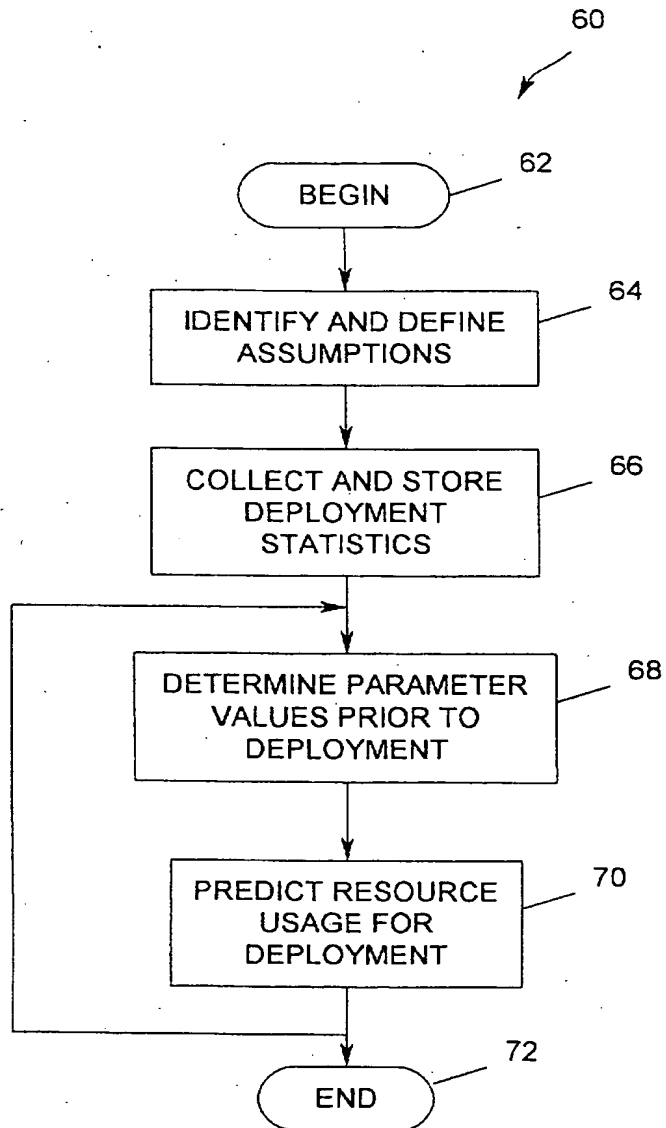 60
BEGIN
62
IDENTIFY AND DEFINE
ASSUMPTIONS
64
COLLECT AND STORE
DEPLOYMENT
STATISTICS
66
DETERMINE PARAMETER
VALUES PRIOR TO
DEPLOYMENT
68
PREDICT RESOURCE
USAGE FOR
DEPLOYMENT
70
END
72